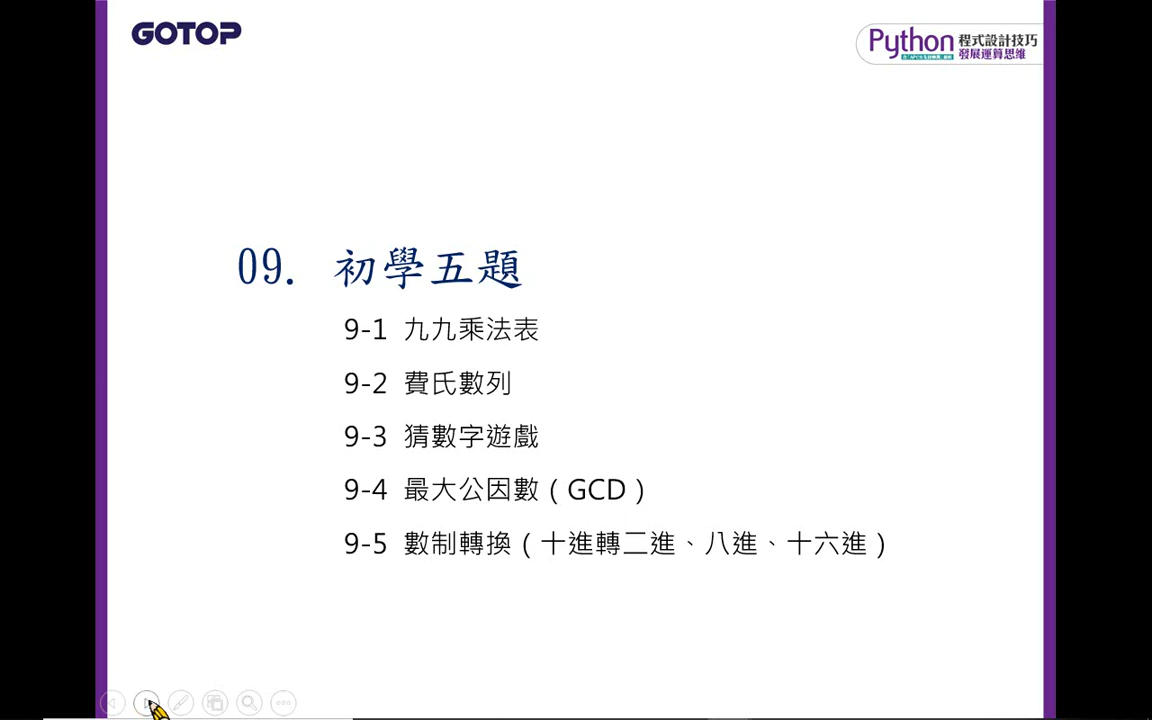 GOTOP
Python 程式設計技巧
發展運算思維
09. 初學五題
9-1 九九乘法表
9-2 費氏數列
9-3 猜數字遊戲
9-4 最大公因數(GCD)
9-5 數制轉換(十進轉二進、八進、十六進)